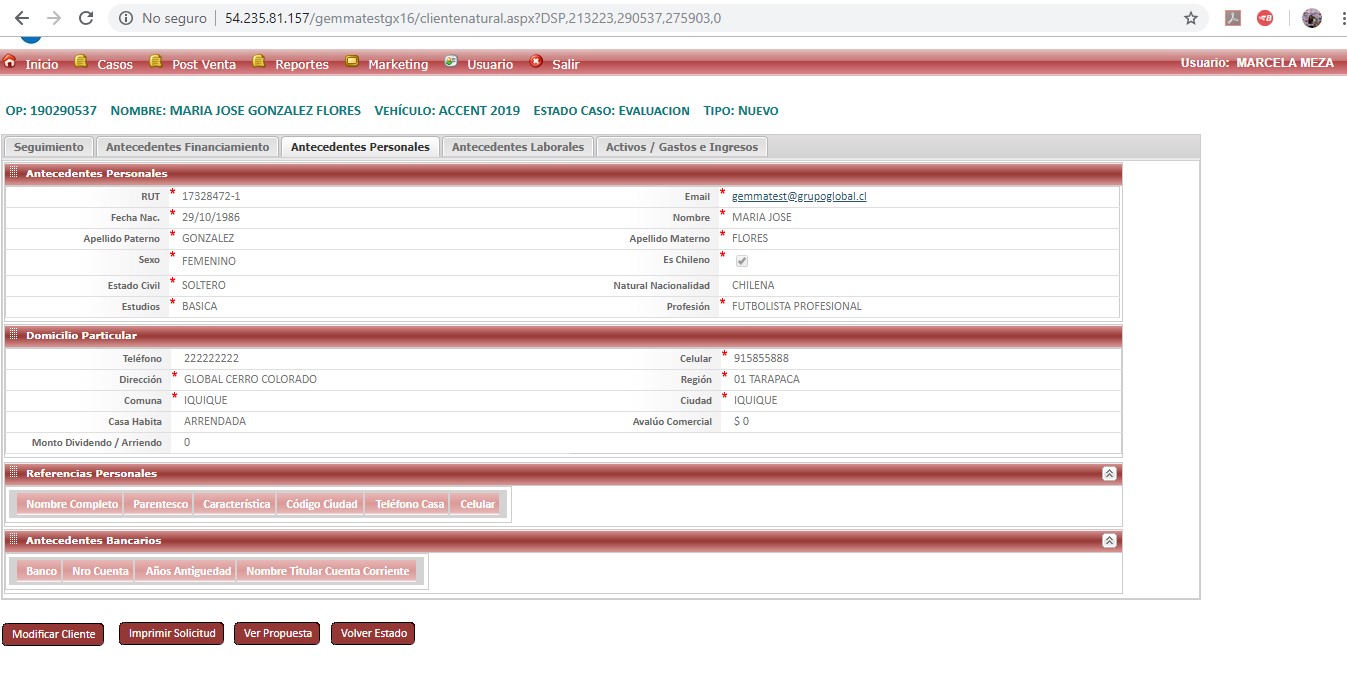 No seguro | 54.235.81.157/gemmatestgx16/clientenatural.aspx?DSP,213223,290537,275903,0
Inicio Casos Post Venta Reportes Marketing Usuario Salir Usuario: MARCELA MEZA
OP: 190290537 NOMBRE: MARIA JOSE GONZALEZ FLORES VEHÍCULO: ACCENT 2019 ESTADO CASO: EVALUACION TIPO: NUEVO
Seguimiento Antecedentes Financiamiento Antecedentes Personales Antecedentes Laborales Activos / Gastos e Ingresos
Antecedentes Personales
RUT * 17328472-1 Email * gemmatest@grupoglobal.cl
Fecha Nac. * 29/10/1986 Nombre * MARIA JOSE
Apellido Paterno * GONZALEZ Apellido Materno * FLORES
Sexo * FEMENINO Es Chileno *
Estado Civil * SOLTERO Natural Nacionalidad CHILENA
Estudios * BASICA Profesión * FUTBOLISTA PROFESIONAL
Domicilio Particular
Teléfono 222222222 Celular * 915855888
Dirección * GLOBAL CERRO COLORADO Región * 01 TARAPACA
Comuna * IQUIQUE Ciudad * IQUIQUE
Casa Habita ARRENDADA Avalúo Comercial $ 0
Monto Dividendo / Arriendo 0
Referencias Personales
Nombre Completo Parentesco Característica Código Ciudad Teléfono Casa Celular
Antecedentes Bancarios
Banco Nro Cuenta Años Antiguedad Nombre Titular Cuenta Corriente
Modificar Cliente Imprimir Solicitud Ver Propuesta Volver Estado